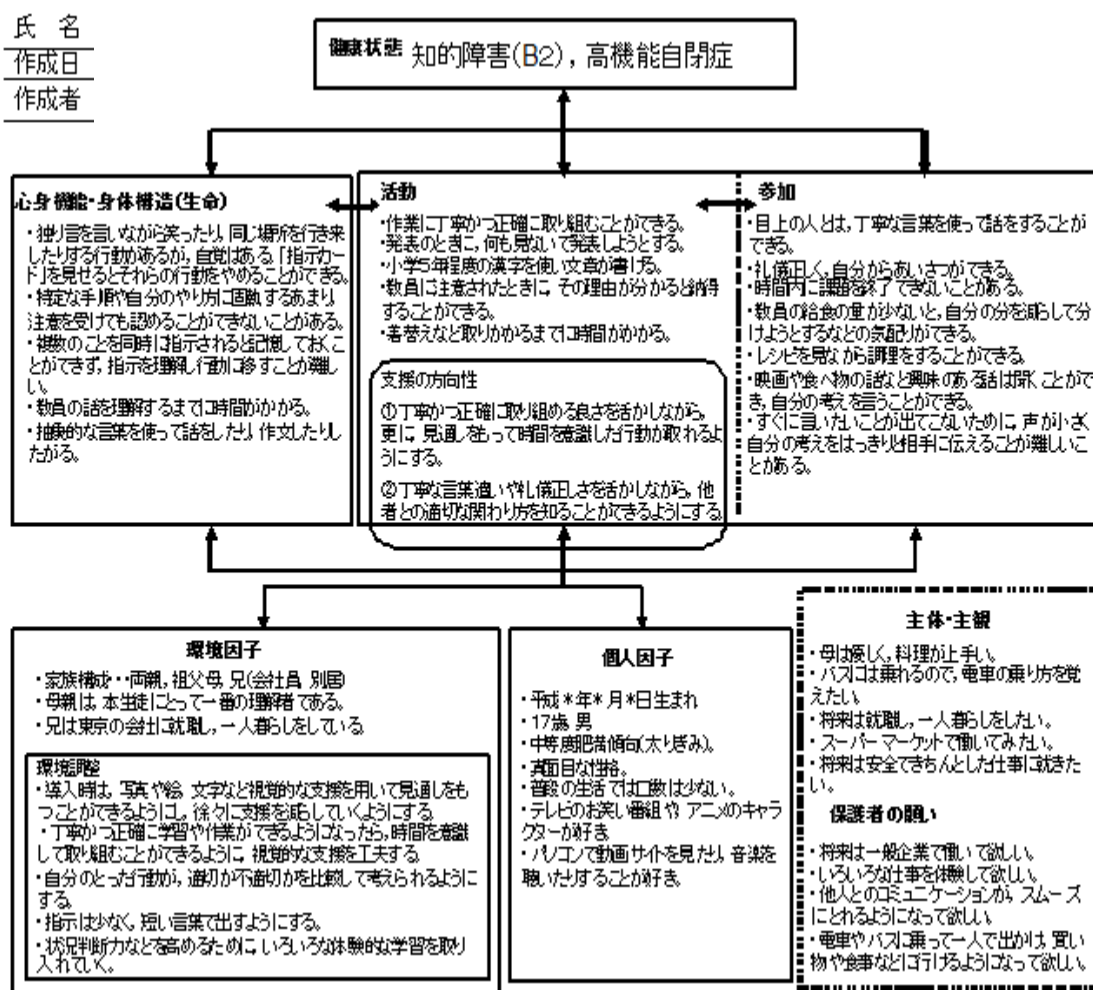 氏 名
作成日
作成者
健康状態 知的障害(B2)，高機能自閉症
心身機能・身体構造(生命)
・独り言を言いながら笑ったり，同じ場所を行き来
したりする行動があるが，自覚はある。「指示カー
ド」を見せるとそれらの行動をやめることができる。
・特定な手順や自分のやり方に固執するあまり，
注意を受けても認めることができないことがある。
・複数のことを同時に指示されると記憶しておく
ことができず，指示を理解し行動に移すことが難し
い。
・教員の話を理解するまでに時間がかかる。
・抽象的な言葉を使って話をしたり，作文したりし
たがる。
活動
・作業に丁寧かつ正確に取り組むことができる。
・発表のときに，何も見ないで発表しようとする。
・小学5年程度の漢字を使い文章が書ける。
・教員に注意されたときに，その理由が分かると納得
することができる。
・着替えなど取りかかるまでに時間がかかる。
支援の方向性
①丁寧かつ正確に取り組める良さを活かしながら，
更に，見通しをもって時間を意識した行動が取れるよ
うにする。
②丁寧な言葉遣いや礼儀正しさを活かしながら，他
者との適切な関わり方を知ることができるようにする。
参加
・目上の人とは，丁寧な言葉を使って話をすることが
できる。
・礼儀正しく，自分からあいさつができる。
・時間内に課題を終了できないことがある。
・教員の給食の量が少ないと，自分の分を減らして分
けようとするなどの気配りができる。
・レシピを見ながら調理をすることができる。
・映画や食べ物の話など興味のある話は聞くことがで
き，自分の考えを言うことができる。
・すぐに言いたいことが出てこないために，声が小さく，
自分の考えをはっきりと相手に伝えることが難しいこ
とがある。
環境因子
・家族構成・・両親，祖父母，兄(会社員，別居)
・母親は，本生徒にとって一番の理解者である。
・兄は東京の会社に就職し，一人暮らしをしている。
環境調整
・導入時は，写真や絵，文字など視覚的な支援を用いて見通しをも
つことができるようにし，徐々に支援を減らしていくようにする。
・丁寧かつ正確に学習や作業ができるようになったら，時間を意識
して取り組むことができるように，視覚的な支援を工夫する。
・自分のとった行動が，適切か不適切かを比較して考えられるように
する。
・指示は少なく，短い言葉で出すようにする。
・状況判断力などを高めるために，いろいろな体験的な学習を取り
入れていく。
個人因子
・平成＊年＊月＊日生まれ
・17歳 男
・中等度肥満傾向(太りぎみ)。
・真面目な性格。
・普段の生活では口数は少ない。
・テレビのお笑い番組や，アニメのキャラ
クターが好き。
・パソコンで動画サイトを見たり，音楽を
聴いたりすることが好き。
主体・主観
・母は優しく，料理が上手い。
・バスには乗れるので，電車の乗り方を覚
えたい。
・将来は就職し，一人暮らしをしたい。
・スーパーマーケットで働いてみたい。
・将来は安全できちんとした仕事に就きた
い。
保護者の願い
・将来は一般企業で働いて欲しい。
・いろいろな仕事を体験して欲しい。
・他人とのコミュニケーションが，スムーズ
にとれるようになって欲しい。
・電車やバスに乗って一人で出かけ，買い
物や食事などに行けるようになって欲しい。